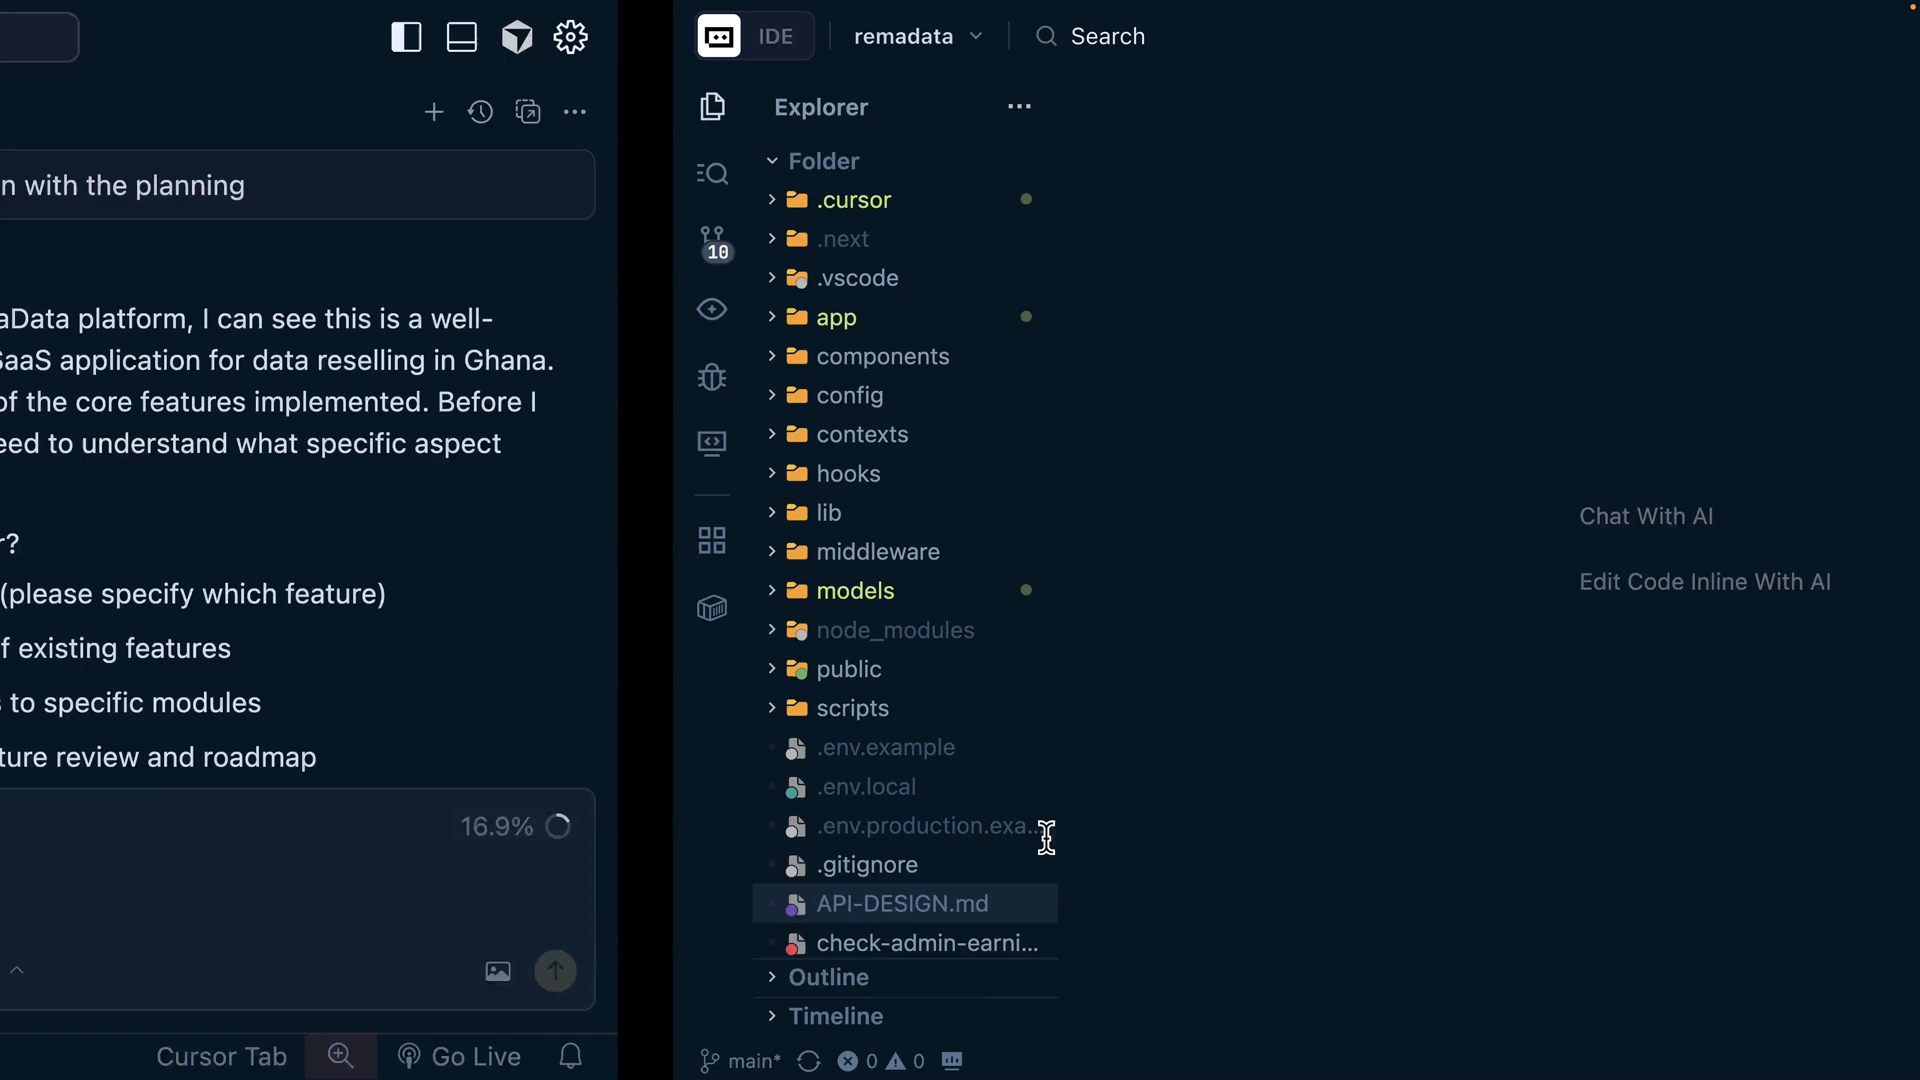 n with the planning
aData platform, I can see this is a well-
SaaS application for data reselling in Ghana.
of the core features implemented. Before I
eed to understand what specific aspect
r?
(please specify which feature)
f existing features
s to specific modules
ture review and roadmap
16.9%
Cursor Tab
Go Live
IDE
remadata
Search
Explorer
Folder
.cursor
.next
10
.vscode
app
components
config
contexts
hooks
lib
middleware
models
node_modules
public
scripts
.env.example
.env.local
.env.production.exa...
.gitignore
API-DESIGN.md
check-admin-earni...
Outline
Timeline
main*
0
0
Chat With AI
Edit Code Inline With AI